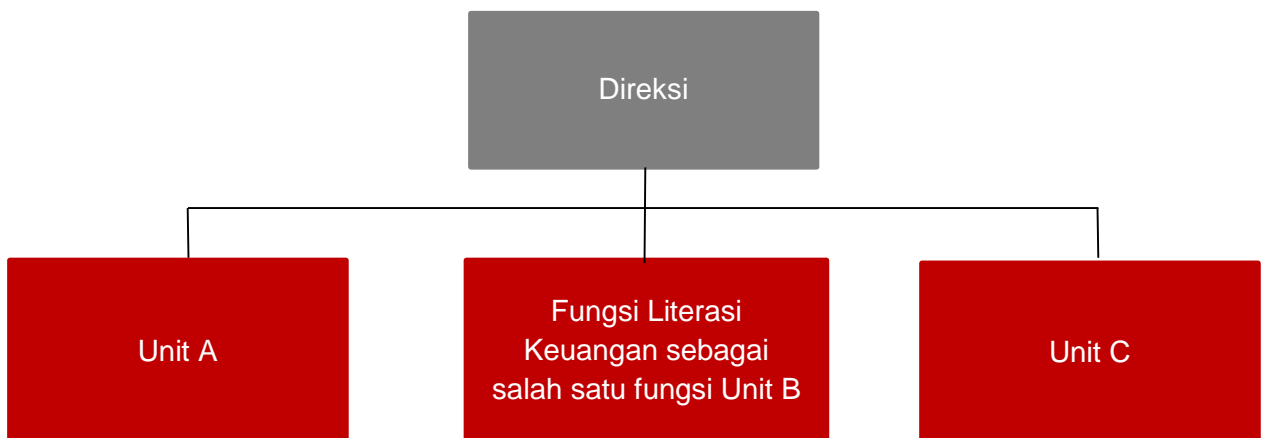 Direksi
Unit A
Fungsi Literasi
Keuangan sebagai
salah satu fungsi Unit B
Unit C